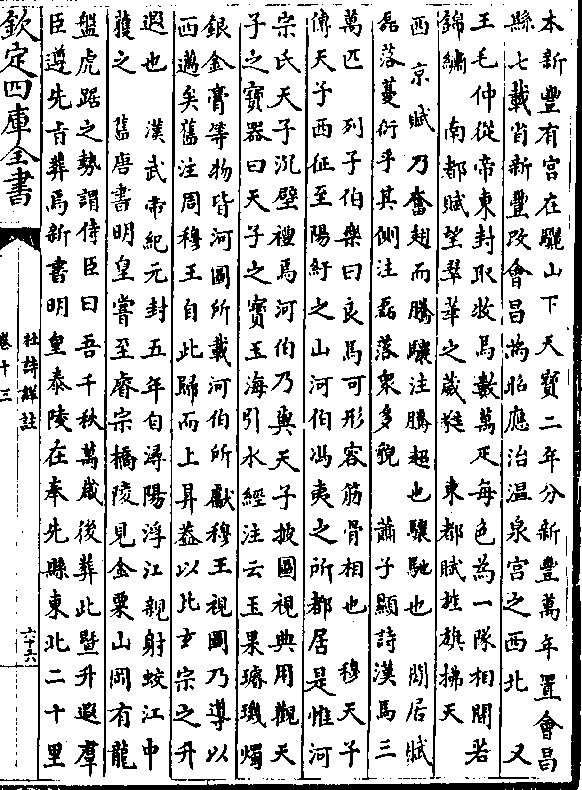 本新豐有宫在驪山下天寳二年分新豐萬年置會昌
縣七載省新豐改會昌為昭應治温泉宫之西北　又
王毛仲從帝東封取牧馬數萬疋每色為一隊相間若
錦繡　南都賦望翠華之葳蕤　東都賦旌旗拂天
西京賦乃奮翅而騰驤注騰超也驤馳也　閒居賦
磊落蔓衍乎其側注磊落衆多貌　蕭子顯詩漢馬三
萬匹　列子伯樂曰良馬可形容筋骨相也　穆天子
傳天子西征至陽紆之山河伯馮夷之所都居是惟河
宗氏天子沉璧禮焉河伯乃與天子披圖視典用觀天
子之寳器曰天子之寳玉海引水經注云玉果璿璣燭
銀金膏等物皆河圖所載河伯所獻穆王視圖乃導以
西邁矣舊注周穆王自此歸而上昇葢以比玄宗之升
遐也　漢武帝紀元封五年自潯陽浮江親射蛟江中
獲之　舊唐書明皇嘗至睿宗橋陵見金粟山岡有龍
盤虎踞之勢謂侍臣曰吾千秋萬歲後葬此暨升遐羣
臣遵先旨葬焉新書明皇泰陵在奉先縣東北二十里
欽定四庫全書
杜詩詳註
卷十三
六十六